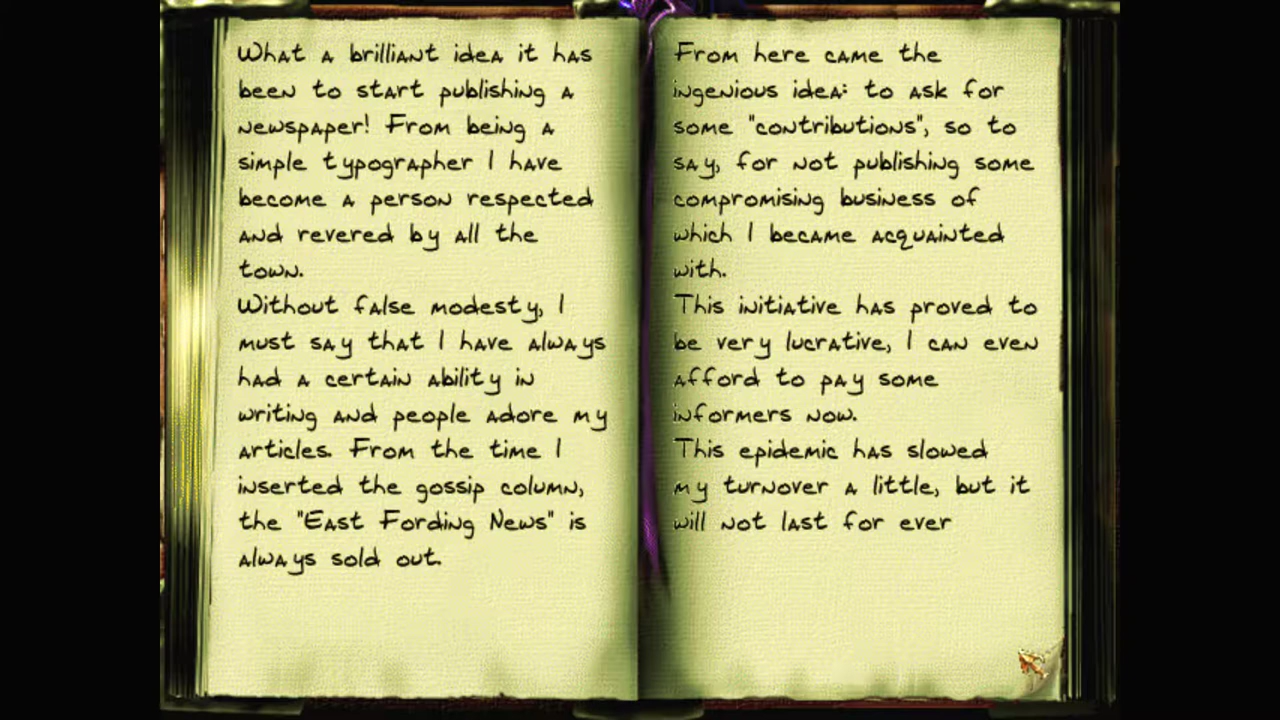 What a brilliant idea it has
been to start publishing a
newspaper! From being a
simple typographer I have
become a person respected
and revered by all the
town.
Without false modesty, I
must say that I have always
had a certain ability in
writing and people adore my
articles. From the time I
inserted the gossip column,
the "East Fording News" is
always sold out.
From here came the
ingenious idea: to ask for
some "contributions", so to
say, for not publishing some
compromising business of
which I became acquainted
with.
This initiative has proved to
be very lucrative, I can even
afford to pay some
informers now.
This epidemic has slowed
my turnover a little, but it
will not last for ever